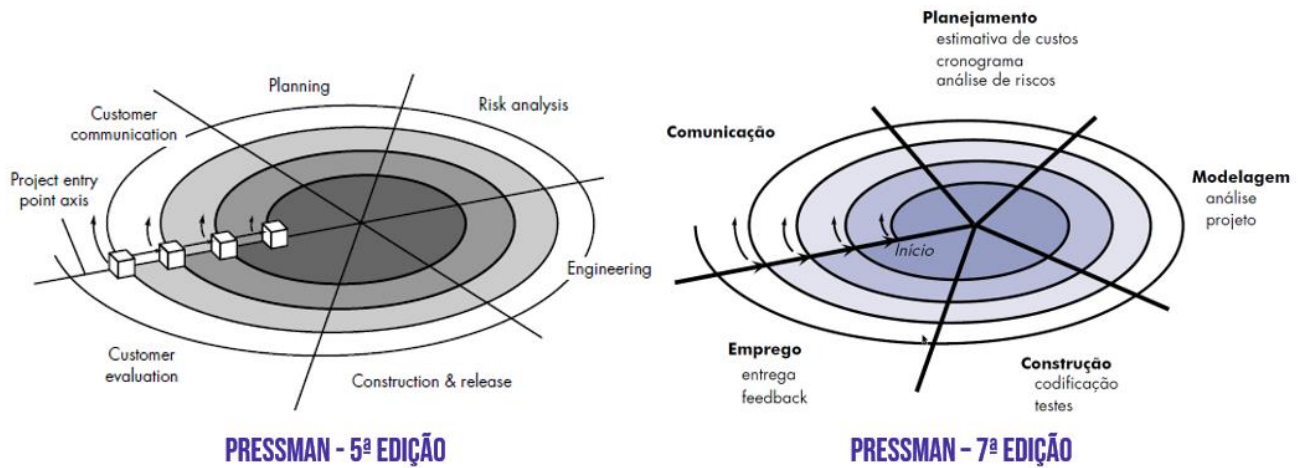 Planning
Risk analysis
Customer
communication
Project entry
point axis
Engineering
Customer
evaluation
Construction & release
PRESSMAN - 5ª EDIÇÃO
Planejamento
estimativa de custos
cronograma
análise de riscos
Comunicação
Modelagem
análise
projeto
Início
Emprego
entrega
feedback
Construção
codificação
testes
PRESSMAN – 7ª EDIÇÃO